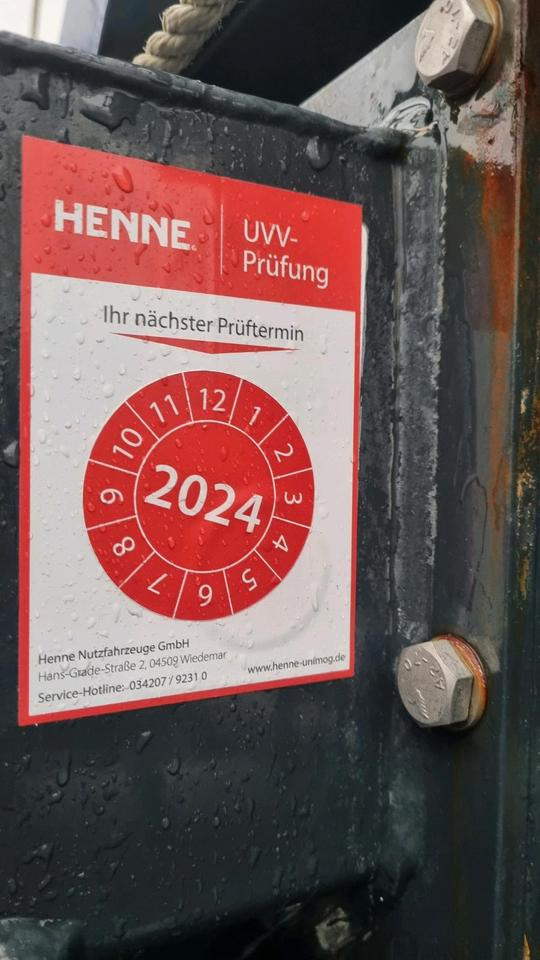 HENNE
UVV-
Prüfung
Ihr nächster Prüftermin
12
1
2
3
4
5
6
7
8
9
10
11
2024
Henne Nutzfahrzeuge GmbH
Hans-Grade-Straße 2, 04509 Wiedemar
Service-Hotline: 034207 / 9231 0
www.henne-unimog.de